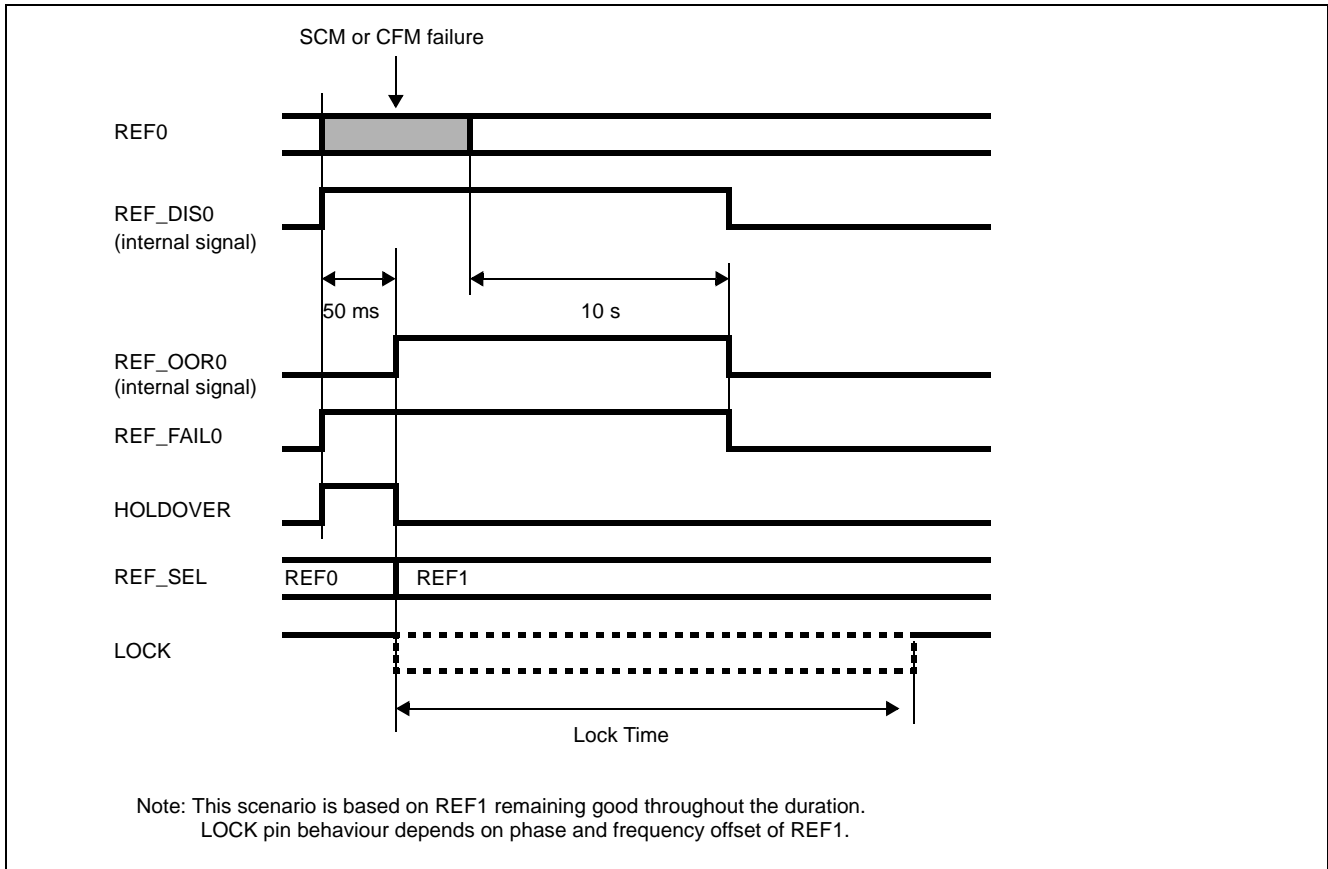 SCM or CFM failure
REF0
REF_DIS0
(internal signal)
50 ms
10 s
REF_OOR0
(internal signal)
REF_FAIL0
HOLDOVER
REF_SEL
REF0
REF1
LOCK
Lock Time
Note: This scenario is based on REF1 remaining good throughout the duration.
LOCK pin behaviour depends on phase and frequency offset of REF1.